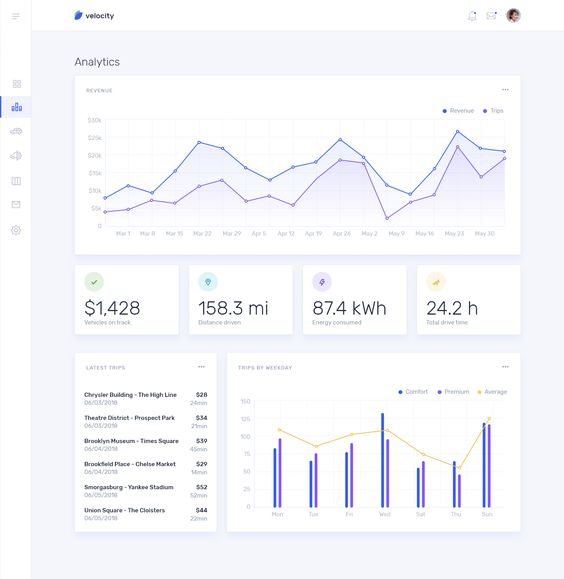 velocity
Analytics
REVENUE
Revenue Trips
$30k
$25k
$20k
$15k
$10k
$5k
0
Mar 1 Mar 8 Mar 15 Mar 22 Mar 29 Apr 5 Apr 12 Apr 19 Apr 26 May 2 May 9 May 16 May 23 May 30
$1,428
Vehicles on track
158.3 mi
Distance driven
87.4 kWh
Energy consumed
24.2 h
Total drive time
LATEST TRIPS
Chrysler Building - The High Line $28
06/03/2018 24min
Theatre District - Prospect Park $34
06/03/2018 21min
Brooklyn Museum - Times Square $39
06/04/2018 45min
Brookfield Place - Chelse Market $29
06/04/2018 14min
Smorgasburg - Yankee Stadium $52
06/05/2018 52min
Union Square - The Cloisters $44
06/05/2018 22min
TRIPS BY WEEKDAY
Comfort Premium Average
150
125
100
75
50
25
0
Mon Tue Fri Wed Sat Thu Sun